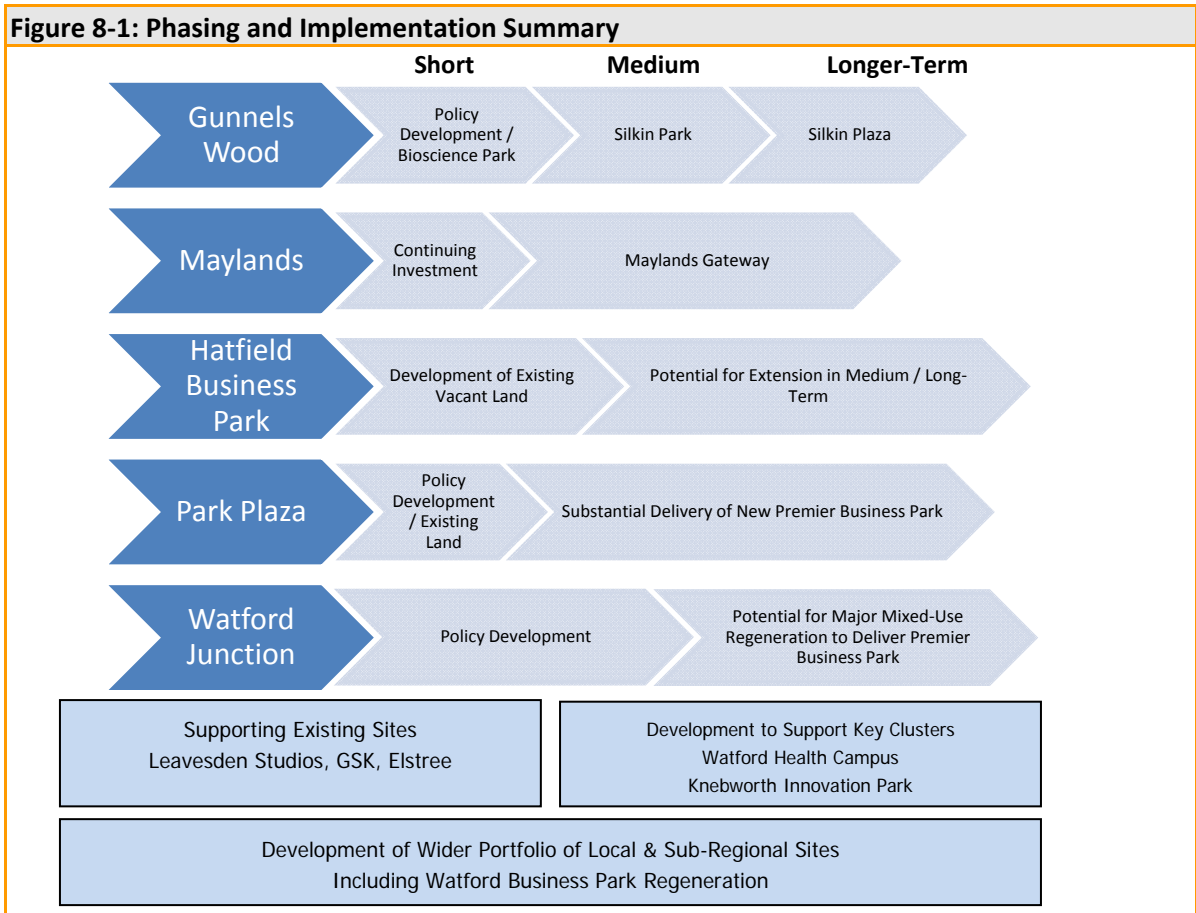 Figure 8-1: Phasing and Implementation Summary
Short Medium Longer-Term
Gunnels
Wood
Policy
Development /
Bioscience Park
Silkin Park
Silkin Plaza
Maylands
Continuing
Investment
Maylands Gateway
Hatfield
Business
Park
Development of Existing
Vacant Land
Potential for Extension in Medium / Long-
Term
Park Plaza
Policy
Development
/ Existing
Land
Substantial Delivery of New Premier Business Park
Watford
Junction
Policy Development
Potential for Major Mixed-Use
Regeneration to Deliver Premier
Business Park
Supporting Existing Sites
Leavesden Studios, GSK, Elstree
Development to Support Key Clusters
Watford Health Campus
Knebworth Innovation Park
Development of Wider Portfolio of Local & Sub-Regional Sites
Including Watford Business Park Regeneration